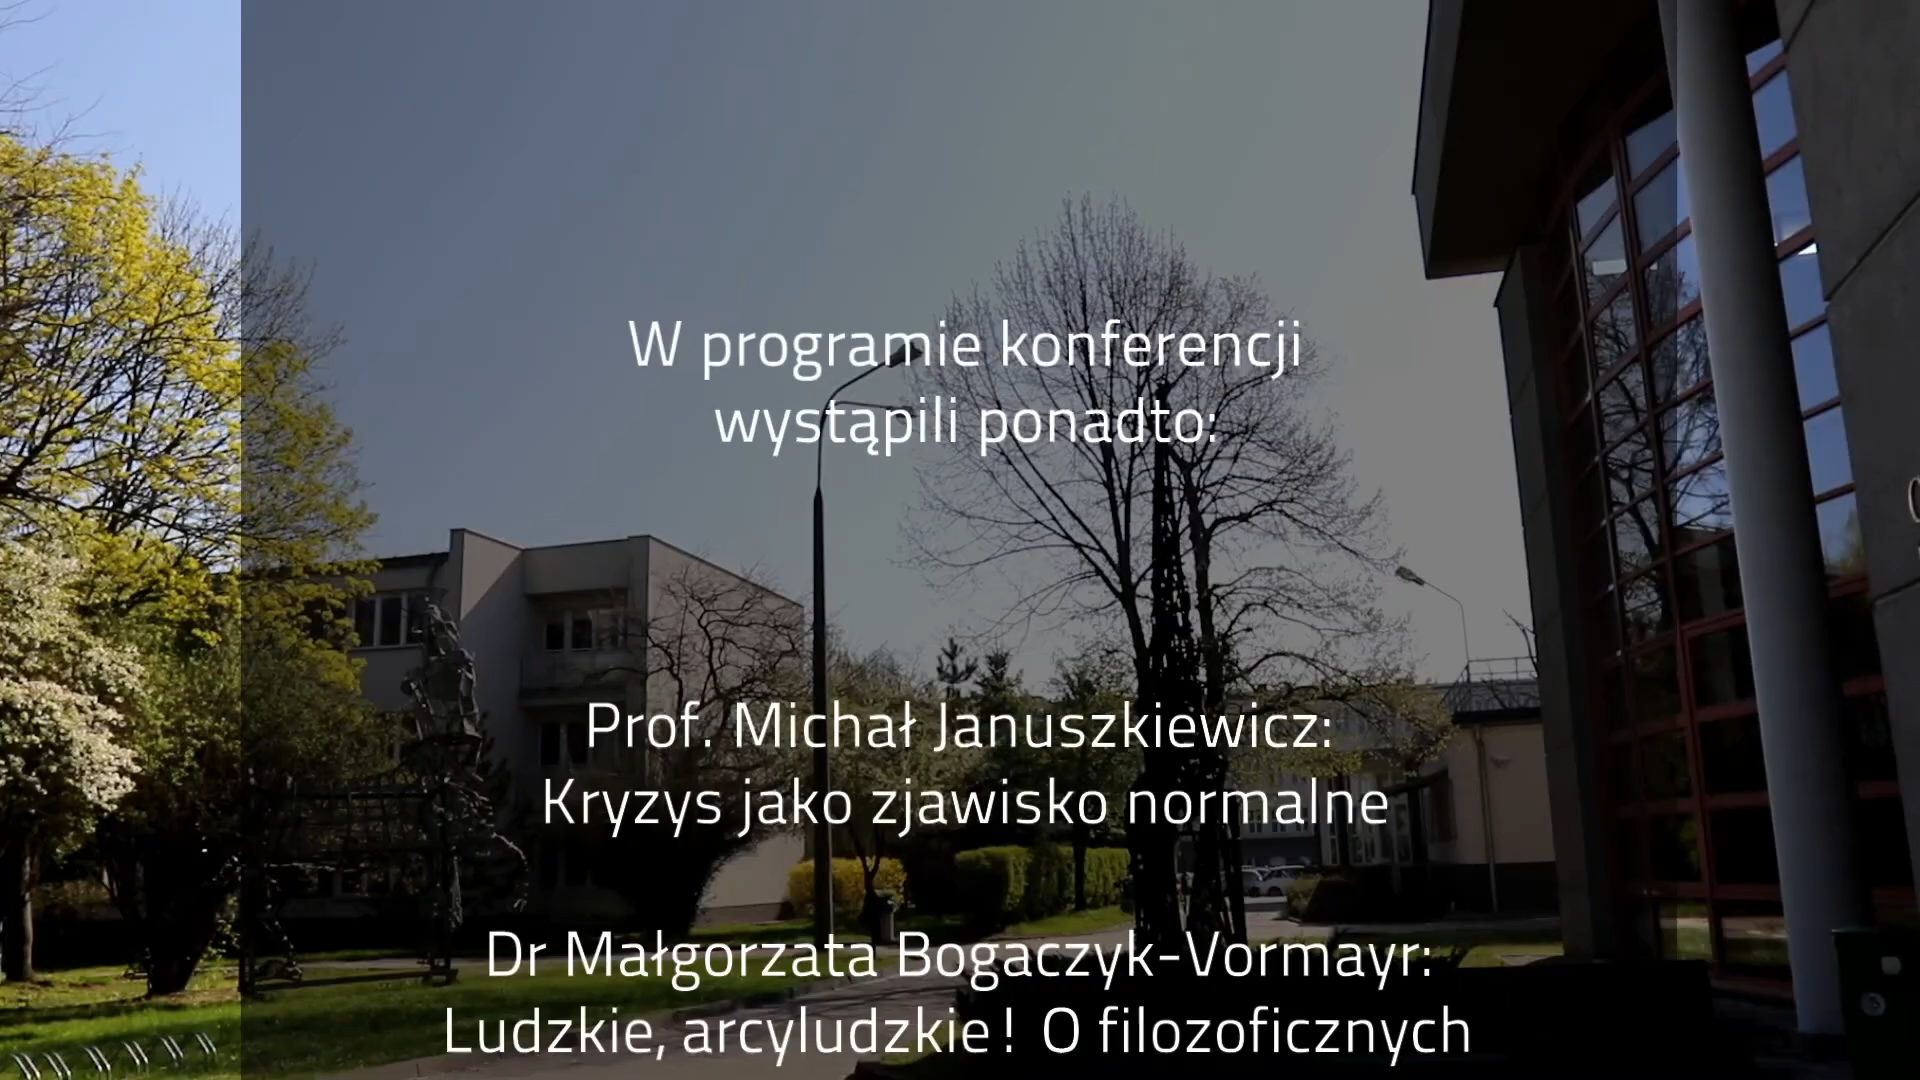 W programie konferencji
wystąpili ponadto:
Prof. Michał Januszkiewicz:
Kryzys jako zjawisko normalne
Dr Małgorzata Bogaczyk-Vormayr:
Ludzkie, arcyludzkie! O filozoficznych